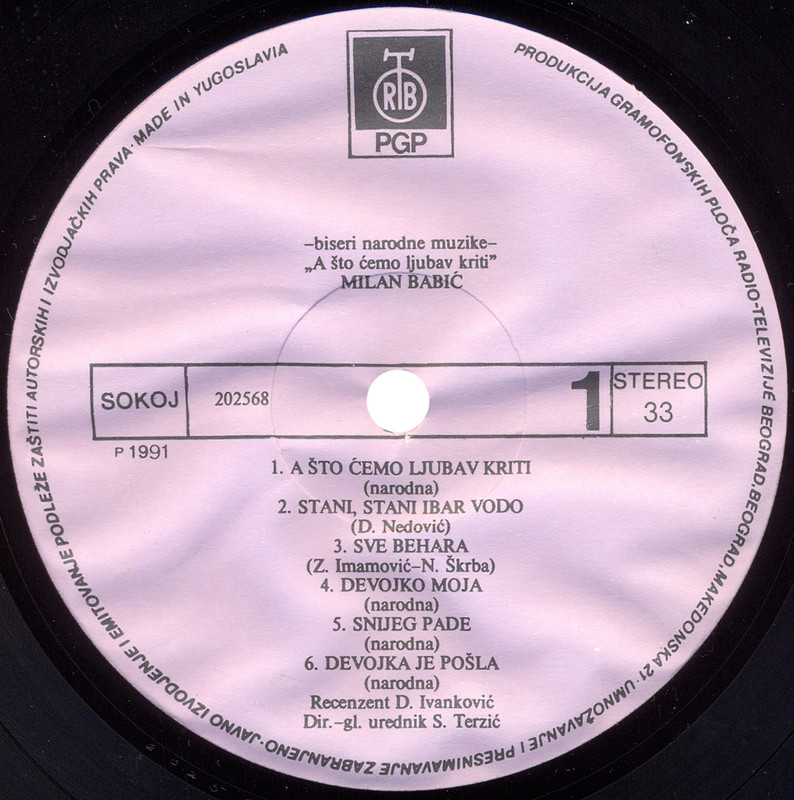 RTB
PGP
PRODUKCIJA GRAMOFONSKIH PLOČA RADIO-TELEVIZIJE BEOGRAD, BEOGRAD, MAKEDONSKA 21 · UMNOŽAVANJE I PRESNIMAVANJE ZABRANJENO · JAVNO IZVODJENJE I EMITOVANJE PODLEŽE ZAŠTITI AUTORSKIH I IZVODJAČKIH PRAVA · MADE IN YUGOSLAVIA
–biseri narodne muzike–
„A što ćemo ljubav kriti”
MILAN BABIĆ
SOKOJ 202568 1 STEREO
33
P 1991
1. A ŠTO ĆEMO LJUBAV KRITI
(narodna)
2. STANI, STANI IBAR VODO
(D. Nedović)
3. SVE BEHARA
(Z. Imamović–N. Škrba)
4. DEVOJKO MOJA
(narodna)
5. SNIJEG PADE
(narodna)
6. DEVOJKA JE POŠLA
(narodna)
Recenzent D. Ivanković
Dir.–gl. urednik S. Terzić